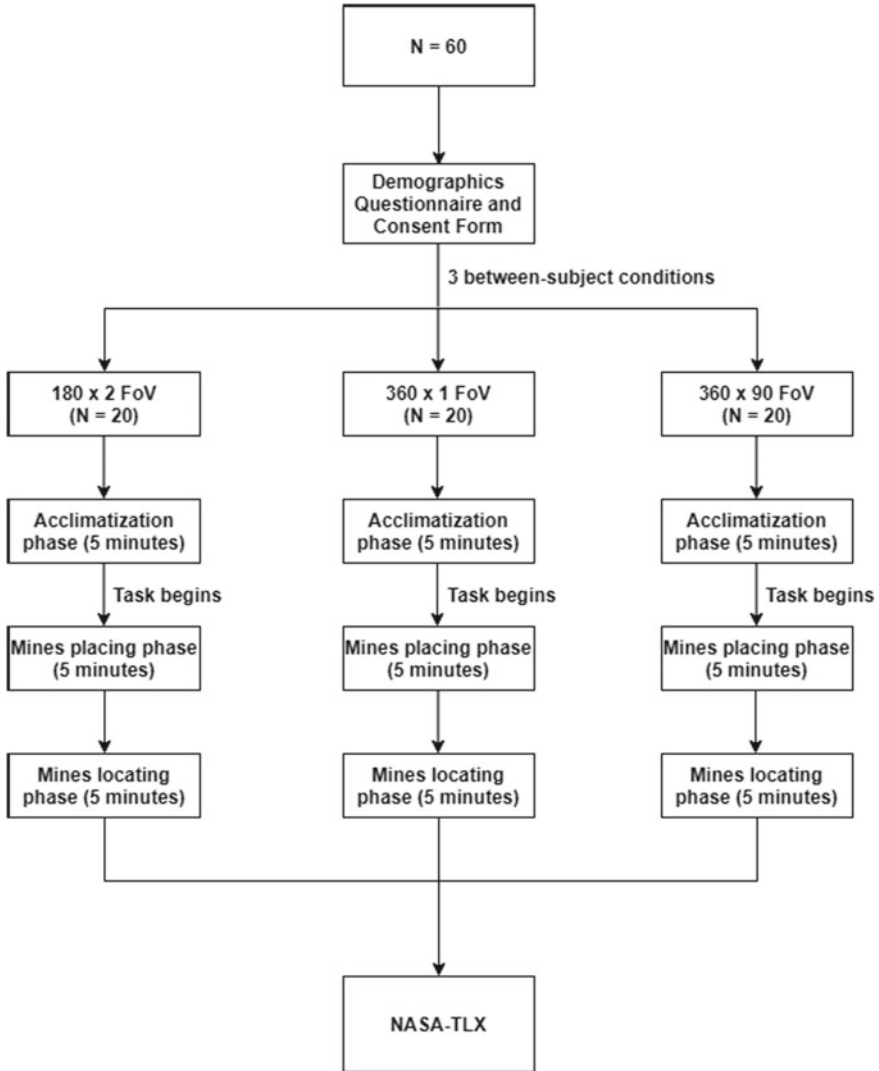 N = 60
Demographics
Questionnaire and
Consent Form
3 between-subject conditions
180 x 2 FoV
(N = 20)
360 x 1 FoV
(N = 20)
360 x 90 FoV
(N = 20)
Acclimatization
phase (5 minutes)
Acclimatization
phase (5 minutes)
Acclimatization
phase (5 minutes)
Task begins
Task begins
Task begins
Mines placing phase
(5 minutes)
Mines placing phase
(5 minutes)
Mines placing phase
(5 minutes)
Mines locating
phase (5 minutes)
Mines locating
phase (5 minutes)
Mines locating
phase (5 minutes)
NASA-TLX